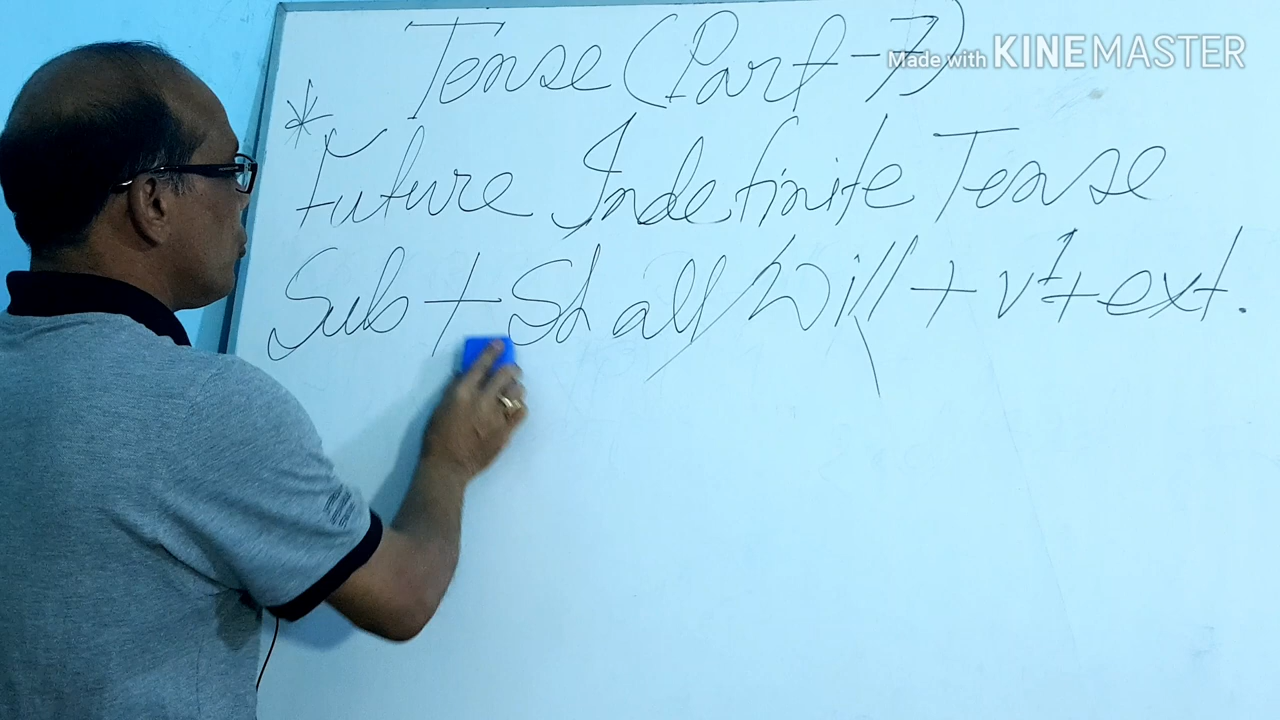 Tense (Part-7)
Made with KINEMASTER
* Future Indefinite Tense
Sub + Shall/Will + v1 + ext.